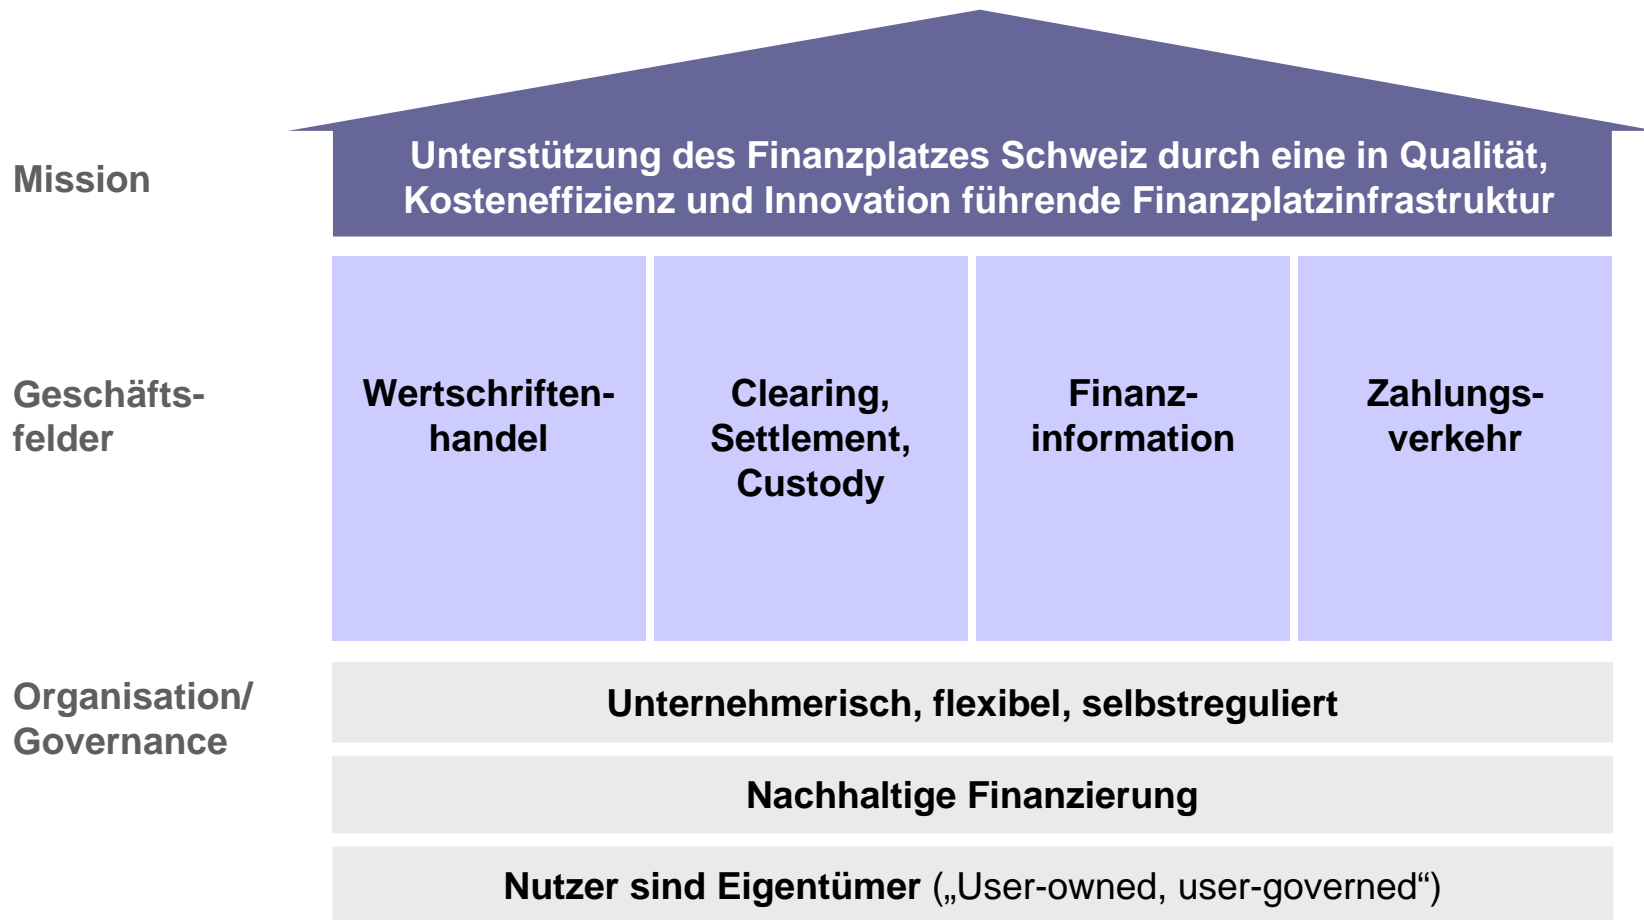 Mission
Unterstützung des Finanzplatzes Schweiz durch eine in Qualität,
Kosteneffizienz und Innovation führende Finanzplatzinfrastruktur
Geschäfts-
felder
Wertschriften-
handel
Clearing,
Settlement,
Custody
Finanz-
information
Zahlungs-
verkehr
Organisation/
Governance
Unternehmerisch, flexibel, selbstreguliert
Nachhaltige Finanzierung
Nutzer sind Eigentümer („User-owned, user-governed“)